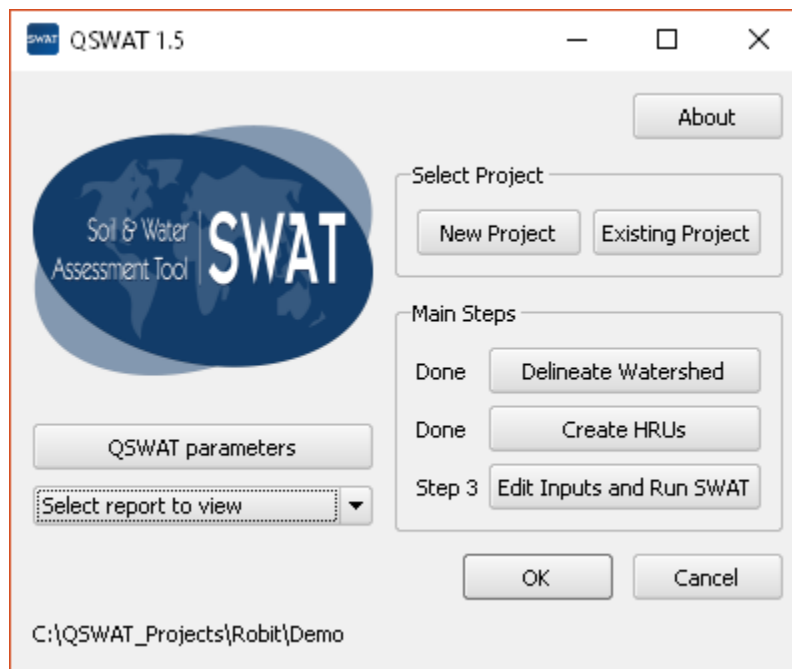 SWAT QSWAT 1.5
About
Soil & Water
Assessment Tool
SWAT
Select Project
New Project Existing Project
Main Steps
Done Delineate Watershed
Done Create HRUs
Step 3 Edit Inputs and Run SWAT
QSWAT parameters
Select report to view
OK Cancel
C:\QSWAT_Projects\Robit\Demo